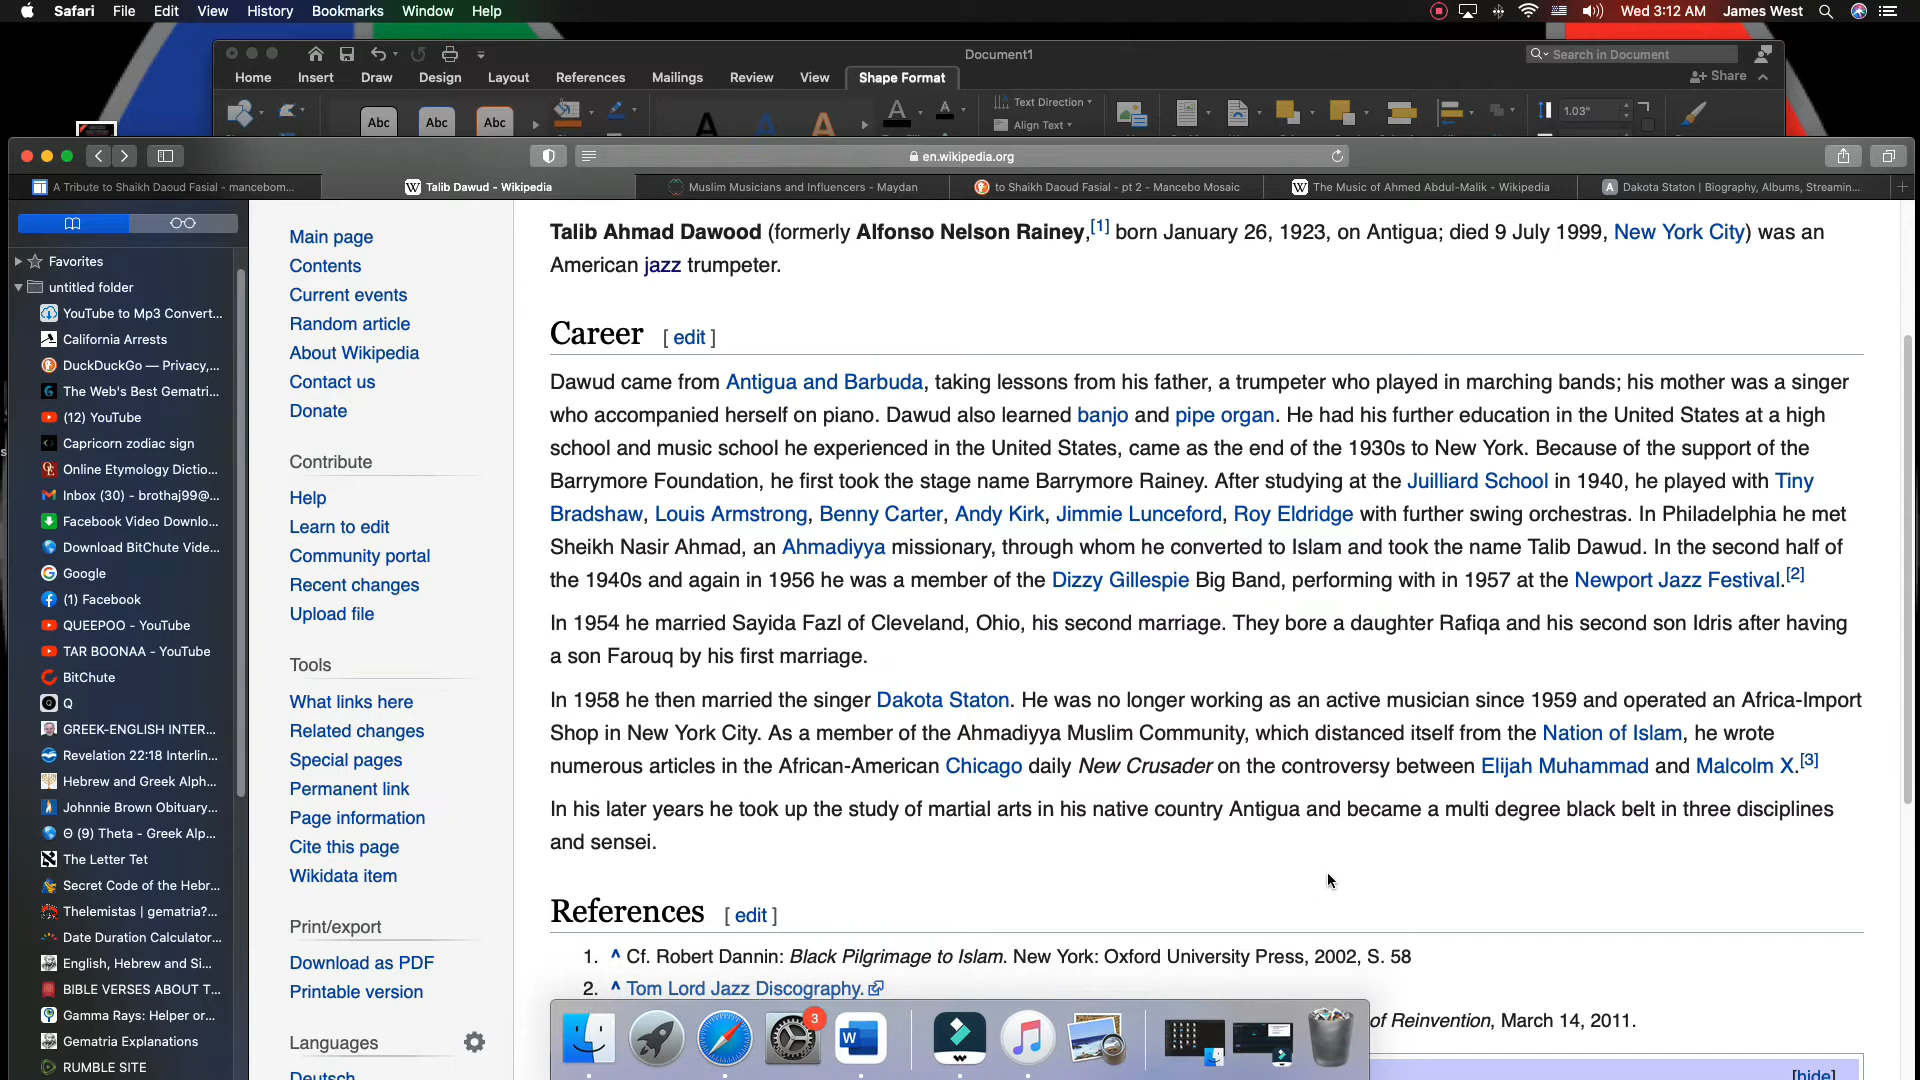 Safari File Edit View History Bookmarks Window Help
Wed 3:12 AM James West
Document1
Search in Document
Home Insert Draw Design Layout References Mailings Review View Shape Format
Share
Abc Abc Abc
A A A A A
Text Direction
Align Text
1.03"
en.wikipedia.org
A Tribute to Shaikh Daoud Fasial - mancebom...
Talib Dawud - Wikipedia
Muslim Musicians and Influencers - Maydan
to Shaikh Daoud Fasial - pt 2 - Mancebo Mosaic
The Music of Ahmed Abdul-Malik - Wikipedia
Dakota Staton | Biography, Albums, Streamin...
Favorites
untitled folder
YouTube to Mp3 Convert...
California Arrests
DuckDuckGo — Privacy,...
The Web's Best Gematri...
(12) YouTube
Capricorn zodiac sign
Online Etymology Dictio...
Inbox (30) - brothaj99@...
Facebook Video Downlo...
Download BitChute Vide...
Google
(1) Facebook
QUEEPOO - YouTube
TAR BOONAA - YouTube
BitChute
Q
GREEK-ENGLISH INTER...
Revelation 22:18 Interlin...
Hebrew and Greek Alph...
Johnnie Brown Obituary...
Θ (9) Theta - Greek Alp...
The Letter Tet
Secret Code of the Hebr...
Thelemistas | gematria?...
Date Duration Calculator...
English, Hebrew and Si...
BIBLE VERSES ABOUT T...
Gamma Rays: Helper or...
Gematria Explanations
RUMBLE SITE
Main page
Contents
Current events
Random article
About Wikipedia
Contact us
Donate
Contribute
Help
Learn to edit
Community portal
Recent changes
Upload file
Tools
What links here
Related changes
Special pages
Permanent link
Page information
Cite this page
Wikidata item
Print/export
Download as PDF
Printable version
Languages
Deutsch
Talib Ahmad Dawood (formerly Alfonso Nelson Rainey,[1] born January 26, 1923, on Antigua; died 9 July 1999, New York City) was an
American jazz trumpeter.
Career [ edit ]
Dawud came from Antigua and Barbuda, taking lessons from his father, a trumpeter who played in marching bands; his mother was a singer
who accompanied herself on piano. Dawud also learned banjo and pipe organ. He had his further education in the United States at a high
school and music school he experienced in the United States, came as the end of the 1930s to New York. Because of the support of the
Barrymore Foundation, he first took the stage name Barrymore Rainey. After studying at the Juilliard School in 1940, he played with Tiny
Bradshaw, Louis Armstrong, Benny Carter, Andy Kirk, Jimmie Lunceford, Roy Eldridge with further swing orchestras. In Philadelphia he met
Sheikh Nasir Ahmad, an Ahmadiyya missionary, through whom he converted to Islam and took the name Talib Dawud. In the second half of
the 1940s and again in 1956 he was a member of the Dizzy Gillespie Big Band, performing with in 1957 at the Newport Jazz Festival.[2]
In 1954 he married Sayida Fazl of Cleveland, Ohio, his second marriage. They bore a daughter Rafiqa and his second son Idris after having
a son Farouq by his first marriage.
In 1958 he then married the singer Dakota Staton. He was no longer working as an active musician since 1959 and operated an Africa-Import
Shop in New York City. As a member of the Ahmadiyya Muslim Community, which distanced itself from the Nation of Islam, he wrote
numerous articles in the African-American Chicago daily New Crusader on the controversy between Elijah Muhammad and Malcolm X.[3]
In his later years he took up the study of martial arts in his native country Antigua and became a multi degree black belt in three disciplines
and sensei.
References [ edit ]
1. ^ Cf. Robert Dannin: Black Pilgrimage to Islam. New York: Oxford University Press, 2002, S. 58
2. ^ Tom Lord Jazz Discography.
of Reinvention, March 14, 2011.
[hide]
3
W